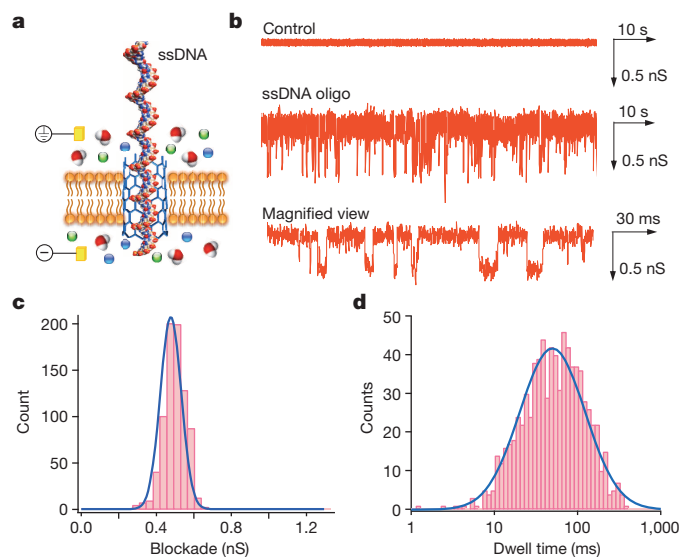 a
ssDNA
−
b
Control
10 s
0.5 nS
ssDNA oligo
10 s
0.5 nS
Magnified view
30 ms
0.5 nS
c
200
150
100
50
0
Count
0.0
0.4
0.8
1.2
Blockade (nS)
d
50
40
30
20
10
0
Counts
1
10
100
1,000
Dwell time (ms)